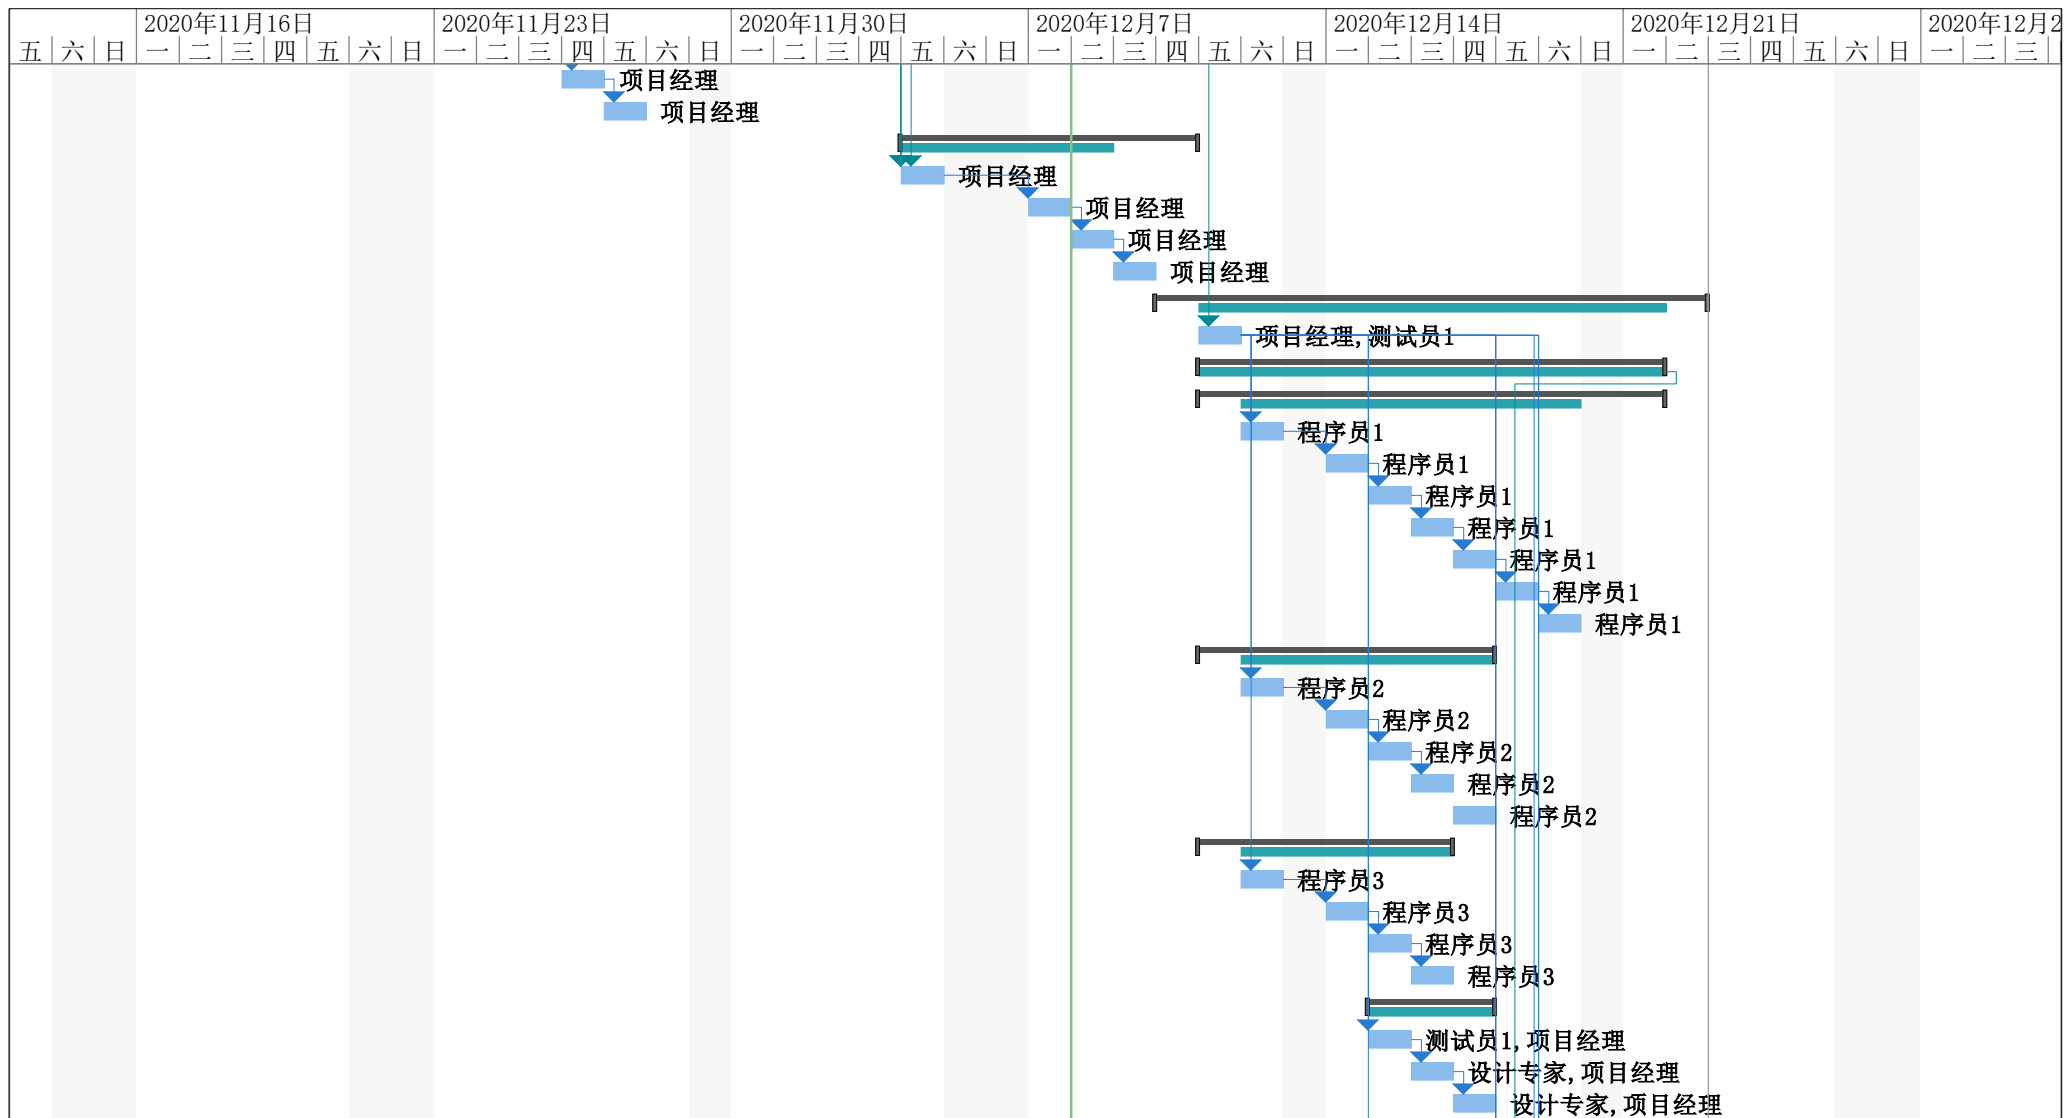 2020年11月16日 2020年11月23日 2020年11月30日 2020年12月7日 2020年12月14日 2020年12月21日 2020年12月2
五 六 日 一 二 三 四 五 六 日 一 二 三 四 五 六 日 一 二 三 四 五 六 日 一 二 三 四 五 六 日 一 二 三 四 五 六 日 一 二 三 四 五 六 日 一 二 三
项目经理
项目经理
项目经理
项目经理
项目经理
项目经理
项目经理,测试员1
程序员1
程序员1
程序员1
程序员1
程序员1
程序员1
程序员1
程序员2
程序员2
程序员2
程序员2
程序员2
程序员3
程序员3
程序员3
程序员3
测试员1,项目经理
设计专家,项目经理
设计专家,项目经理